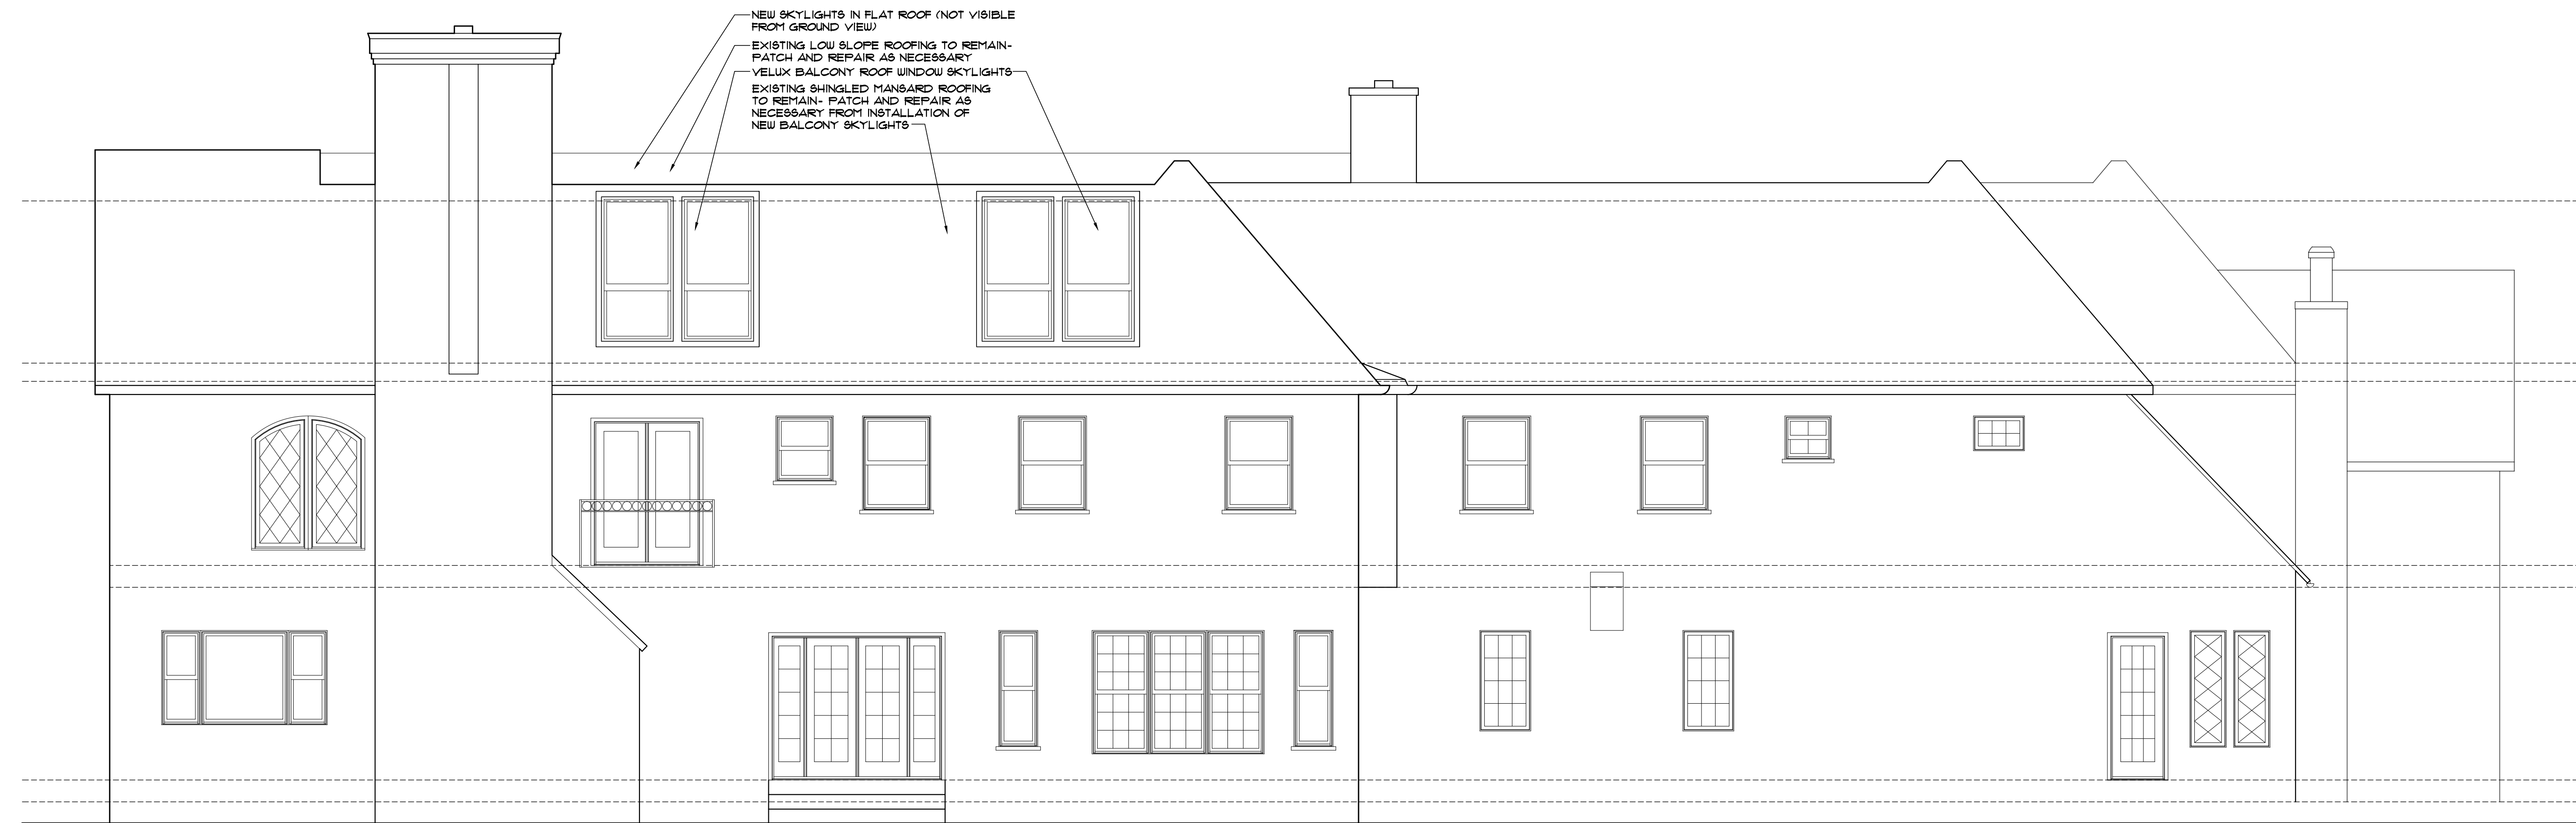 NEW SKYLIGHTS IN FLAT ROOF (NOT VISIBLE
FROM GROUND VIEW)
EXISTING LOW SLOPE ROOFING TO REMAIN-
PATCH AND REPAIR AS NECESSARY
VELUX BALCONY ROOF WINDOW SKYLIGHTS
EXISTING SHINGLED MANSARD ROOFING
TO REMAIN- PATCH AND REPAIR AS
NECESSARY FROM INSTALLATION OF
NEW BALCONY SKYLIGHTS